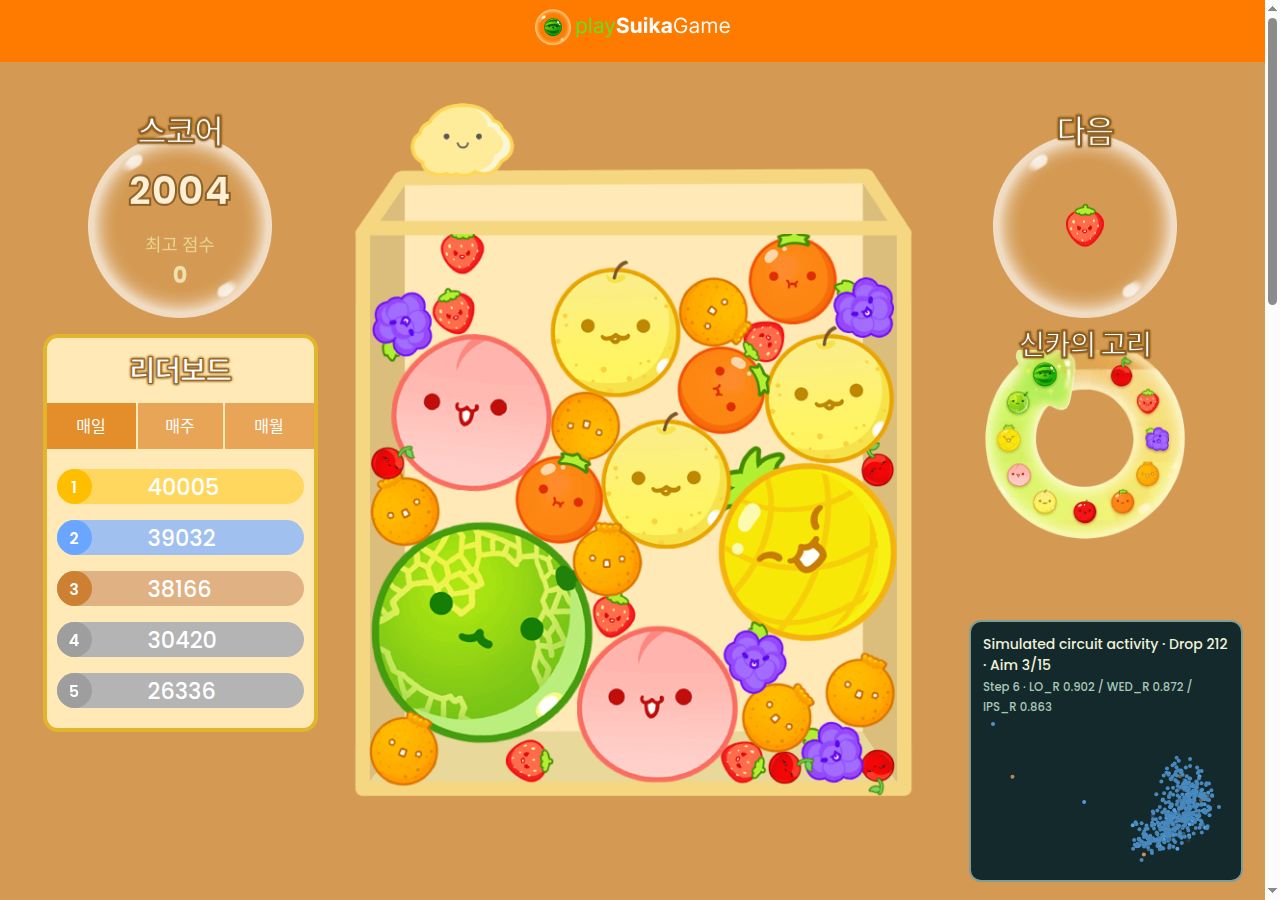 playSuikaGame
스코어
2004
최고 점수
0
리더보드
매일 매주 매월
1 40005
2 39032
3 38166
4 30420
5 26336
다음
신카의 고리
Simulated circuit activity · Drop 212
· Aim 3/15
Step 6 · LO_R 0.902 / WED_R 0.872 /
IPS_R 0.863